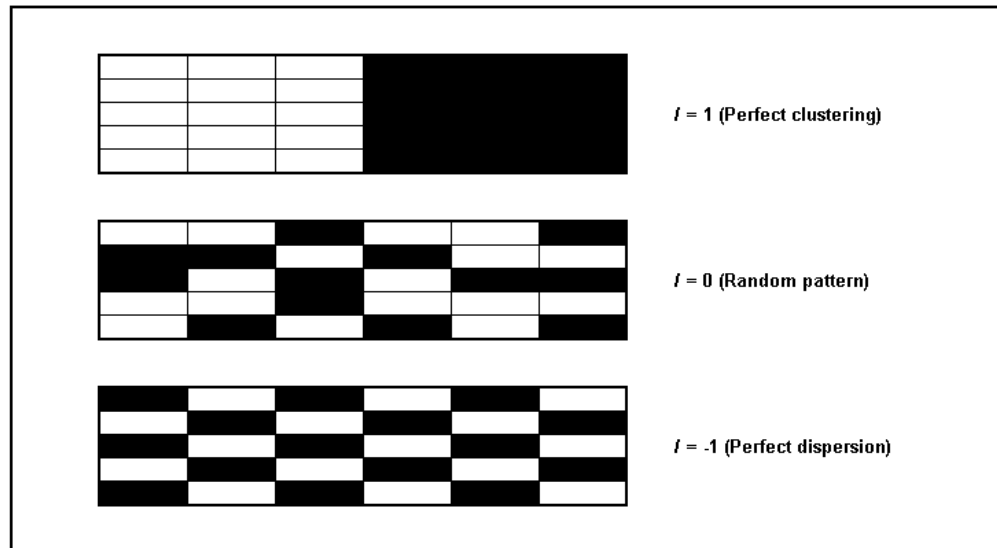 I = 1 (Perfect clustering)
I = 0 (Random pattern)
I = -1 (Perfect dispersion)